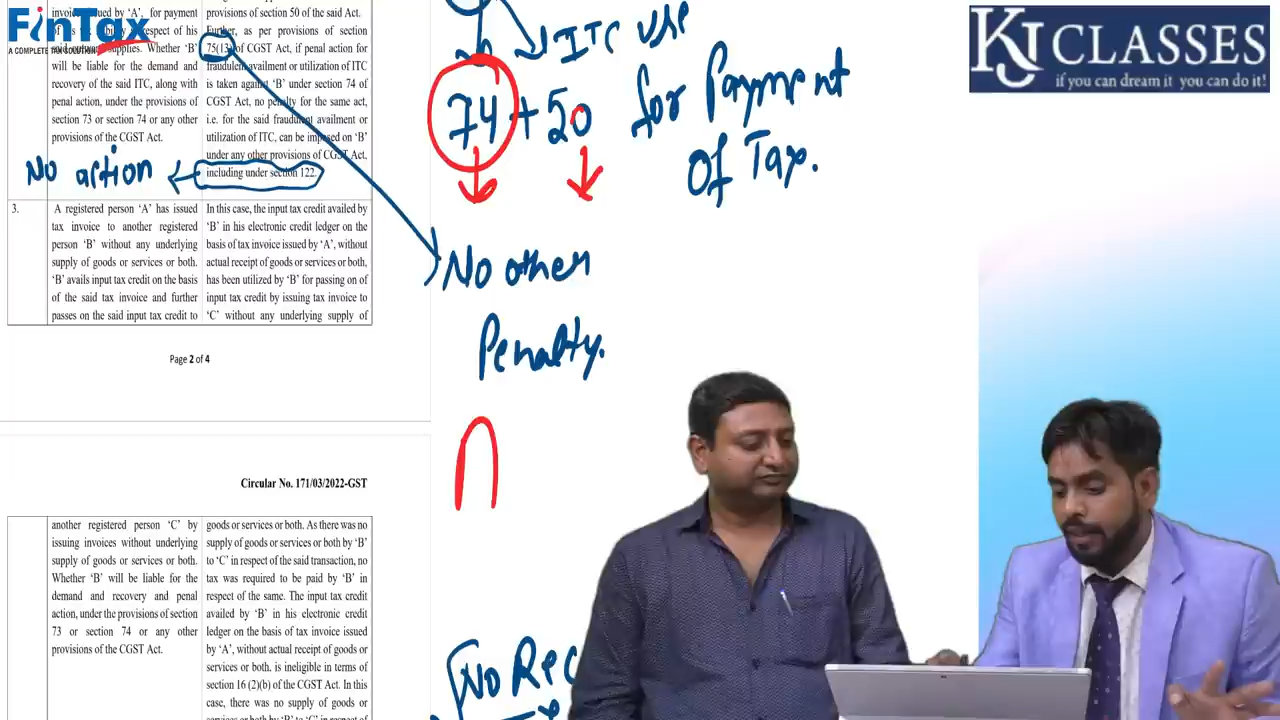 FinTax
A COMPLETE TAX SOLUTION
KJ CLASSES
if you can dream it you can do it!
invoice issued by 'A', for payment
respect of his
supplies. Whether 'B'
will be liable for the demand and
recovery of the said ITC, along with
penal action, under the provisions of
section 73 or section 74 or any other
provisions of the CGST Act.
provisions of section 50 of the said Act.
Further, as per provisions of section
75(13) of CGST Act, if penal action for
fraudulent availment or utilization of ITC
is taken against 'B' under section 74 of
CGST Act, no penalty for the same act,
i.e. for the said fraudulent availment or
utilization of ITC, can be imposed on 'B'
under any other provisions of CGST Act,
including under section 122.
No action
3.
A registered person 'A' has issued
tax invoice to another registered
person 'B' without any underlying
supply of goods or services or both.
'B' avails input tax credit on the basis
of the said tax invoice and further
passes on the said input tax credit to
In this case, the input tax credit availed by
'B' in his electronic credit ledger on the
basis of tax invoice issued by 'A', without
actual receipt of goods or services or both,
has been utilized by 'B' for passing on of
input tax credit by issuing tax invoice to
'C' without any underlying supply of
Page 2 of 4
Circular No. 171/03/2022-GST
another registered person 'C' by
issuing invoices without underlying
supply of goods or services or both.
Whether 'B' will be liable for the
demand and recovery and penal
action, under the provisions of section
73 or section 74 or any other
provisions of the CGST Act.
goods or services or both. As there was no
supply of goods or services or both by 'B'
to 'C' in respect of the said transaction, no
tax was required to be paid by 'B' in
respect of the same. The input tax credit
availed by 'B' in his electronic credit
ledger on the basis of tax invoice issued
by 'A', without actual receipt of goods or
services or both, is ineligible in terms of
section 16 (2)(b) of the CGST Act. In this
case, there was no supply of goods or
services or both by 'B' to 'C' in respect of
ITC use
for Payment
Of Tax.
74 + 50
No other
Penalty.
No Rec